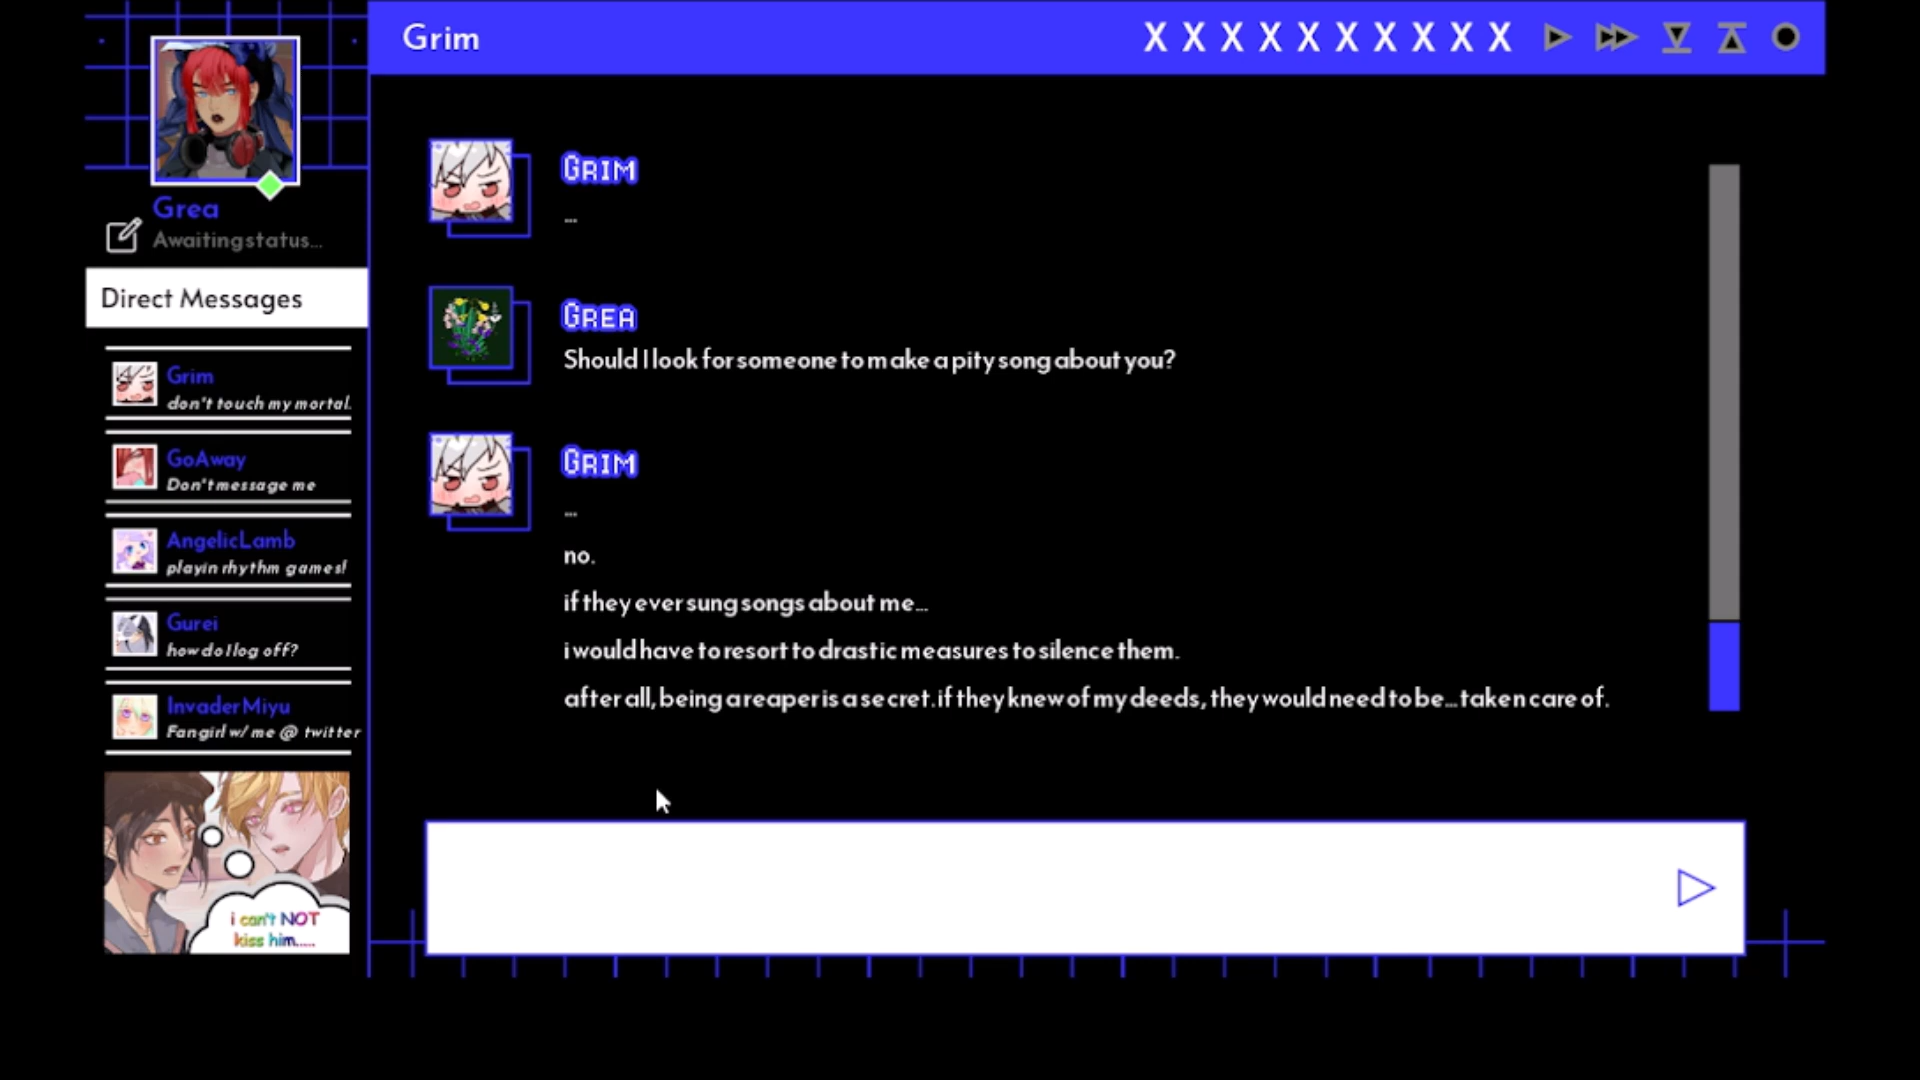 Grim
X X X X X X X X X X
Grea
Awaiting status...
Direct Messages
Grim
don't touch my mortal.
GoAway
Don't message me
AngelicLamb
playin rhythm games!
Gurei
how do I log off?
InvaderMiyu
Fangirl w/ me @ twitter
i can't NOT
kiss him.....
GRIM
...
GREA
Should I look for someone to make a pity song about you?
GRIM
...
no.
if they ever sung songs about me...
i would have to resort to drastic measures to silence them.
after all, being a reaper is a secret. if they knew of my deeds, they would need to be... taken care of.